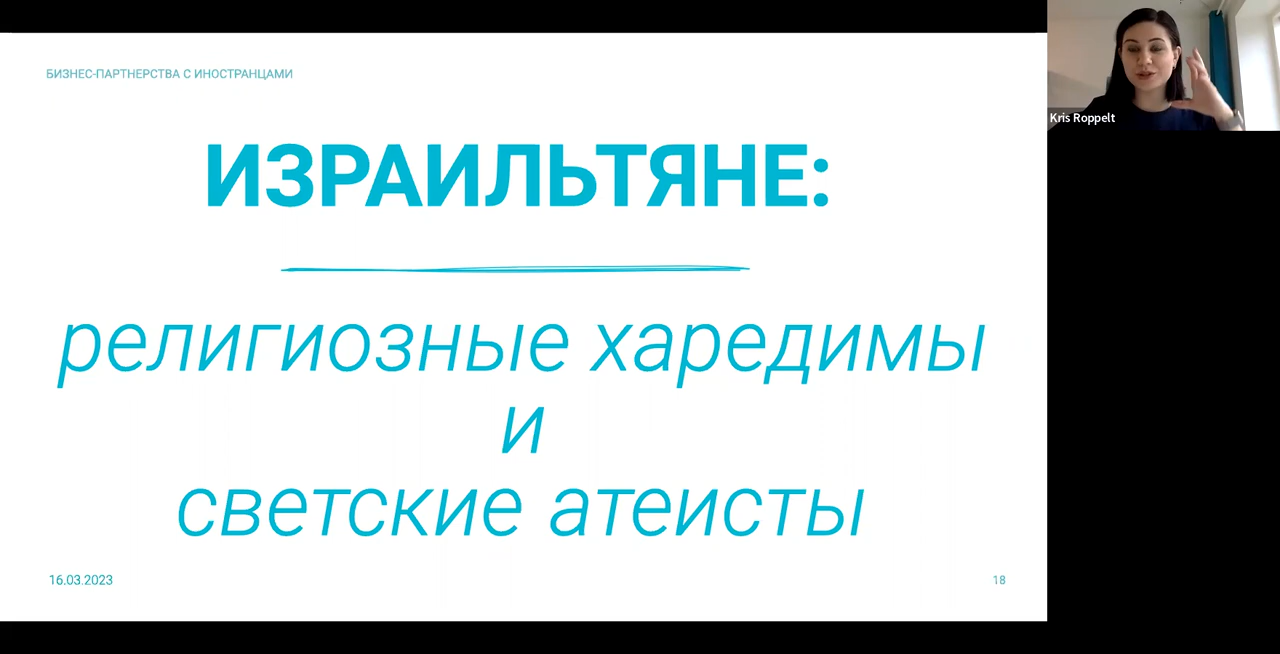 БИЗНЕС-ПАРТНЕРСТВА С ИНОСТРАНЦАМИ
Kris Roppelt
ИЗРАИЛЬТЯНЕ:
религиозные харедимы
и
светские атеисты
16.03.2023
18